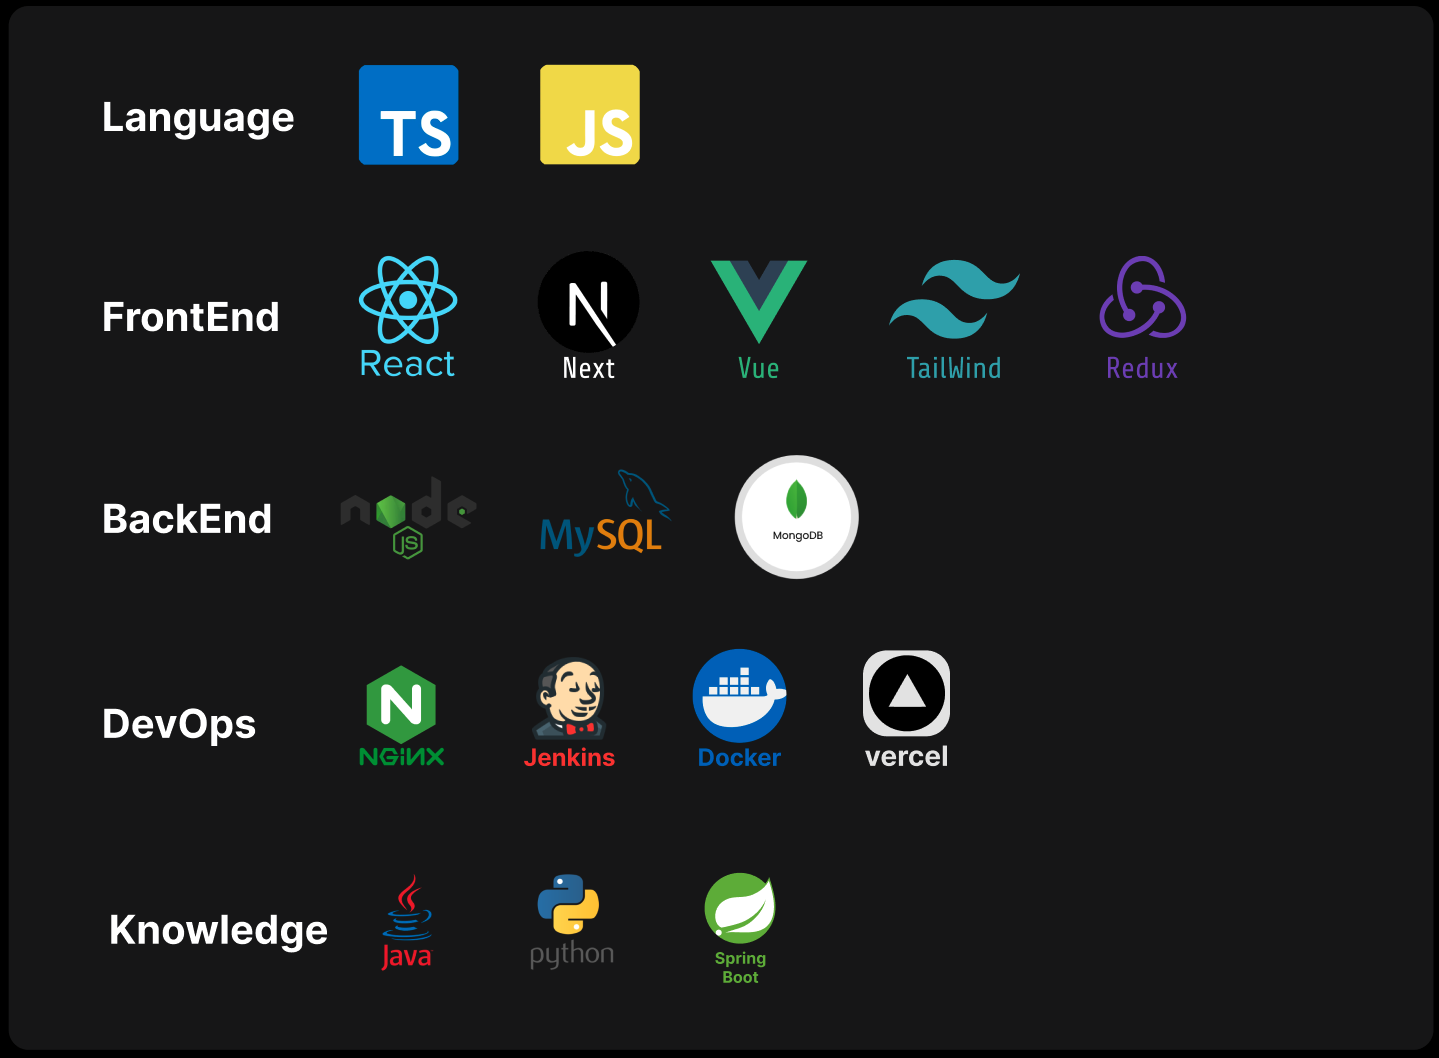 Language
TS
JS
FrontEnd
React
Next
Vue
TailWind
Redux
BackEnd
node
JS
MySQL
MongoDB
DevOps
N
NGiNX
Jenkins
Docker
vercel
Knowledge
Java
python
Spring
Boot